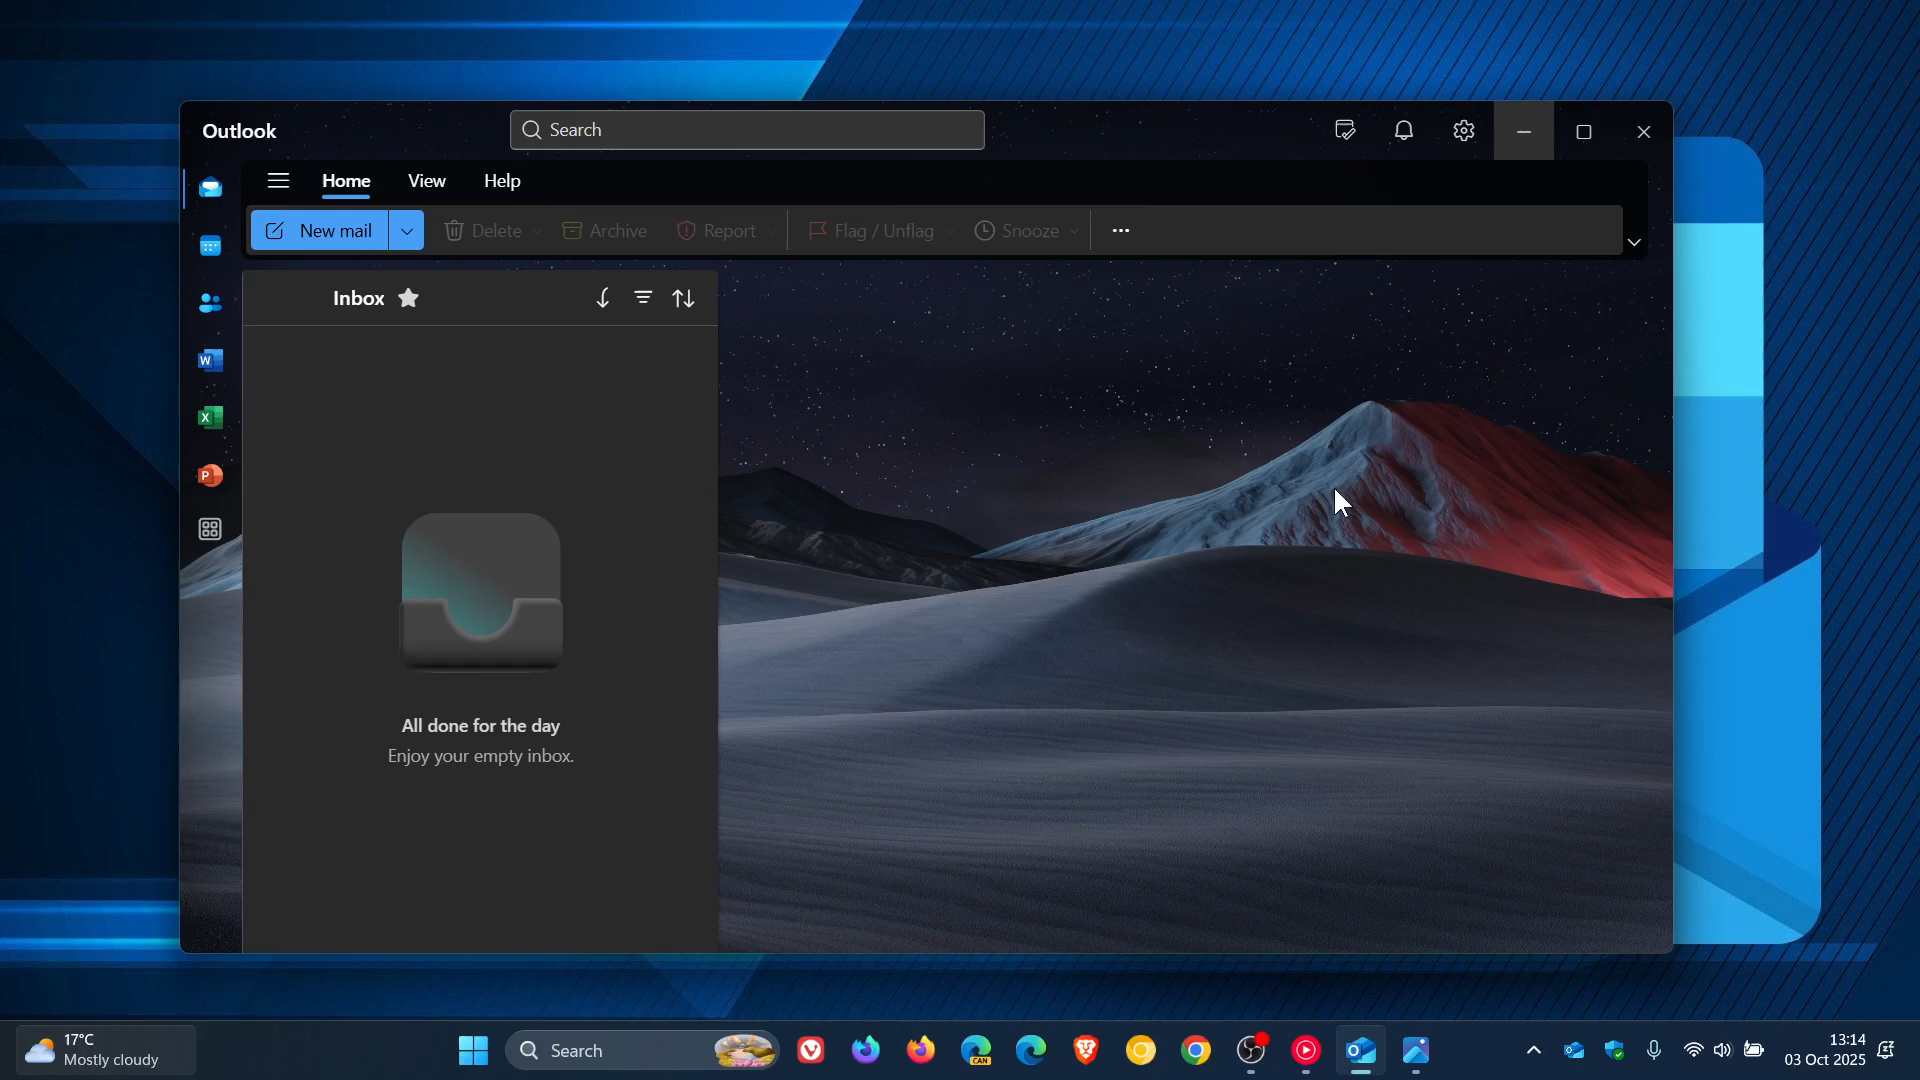 Outlook
Search
Home View Help
New mail Delete Archive Report Flag / Unflag Snooze
Inbox
W
X
P
All done for the day
Enjoy your empty inbox.
17°C
Mostly cloudy
Search
CAN
O
13:14
03 Oct 2025